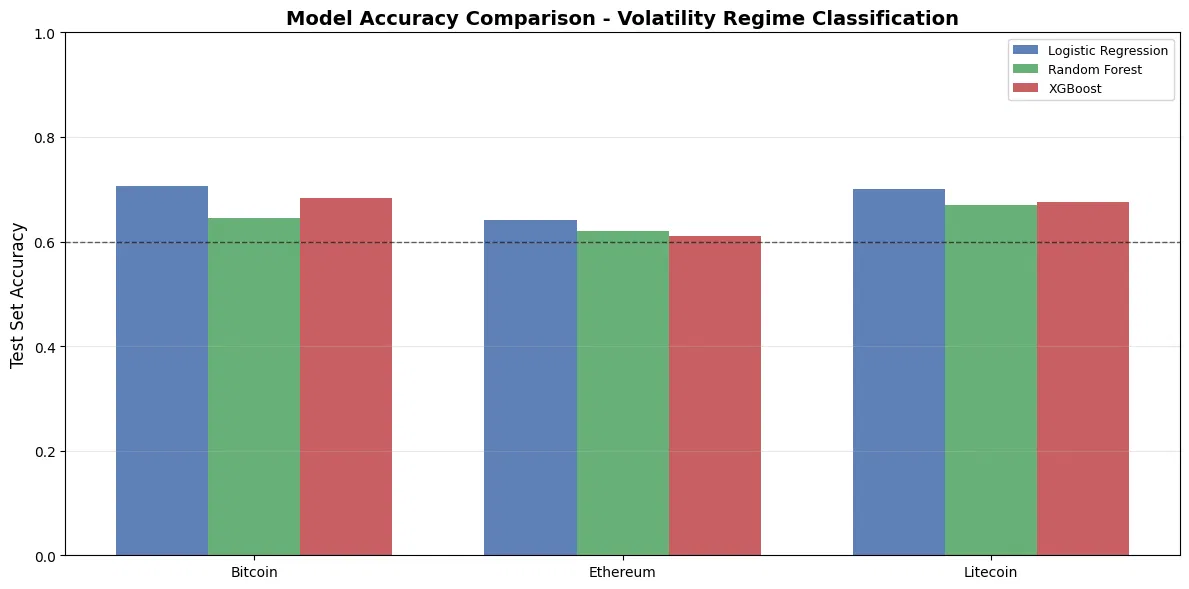 Model Accuracy Comparison - Volatility Regime Classification
Logistic Regression
Random Forest
XGBoost
Test Set Accuracy
1.0
0.8
0.6
0.4
0.2
0.0
Bitcoin
Ethereum
Litecoin